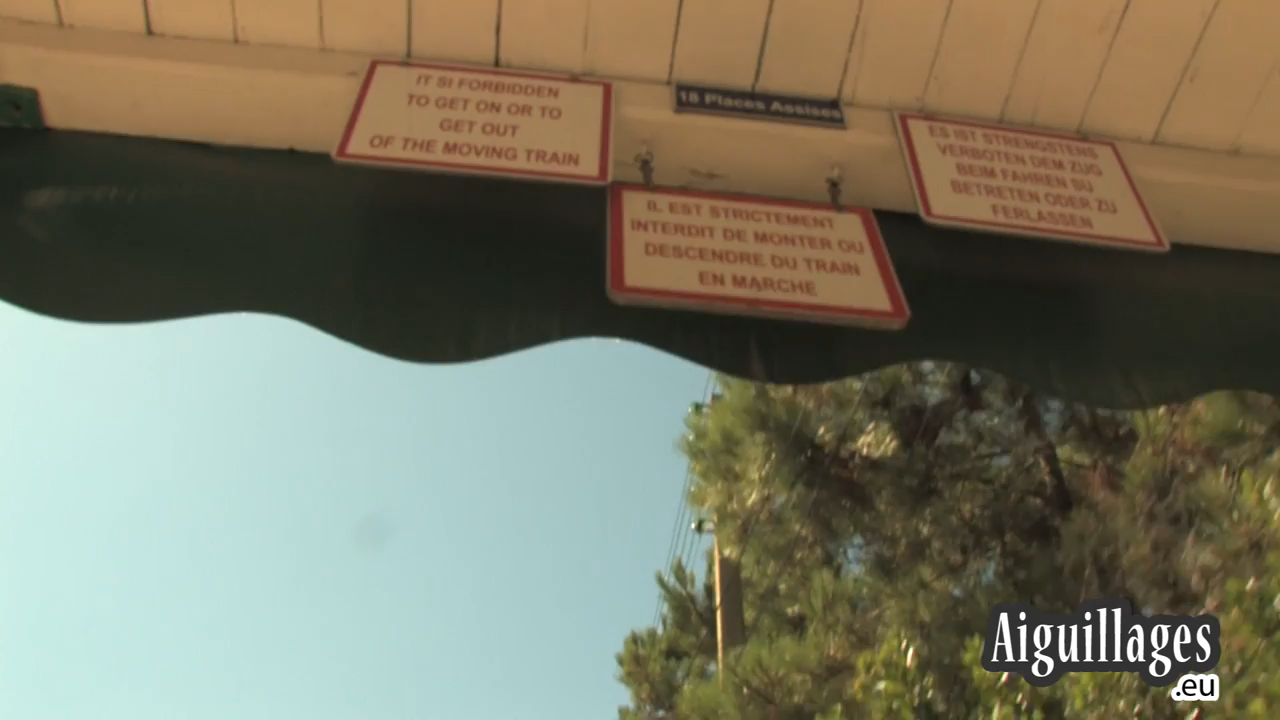 IT SI FORBIDDEN
TO GET ON OR TO
GET OUT
OF THE MOVING TRAIN
18 Places Assises
IL EST STRICTEMENT
INTERDIT DE MONTER OU
DESCENDRE DU TRAIN
EN MARCHE
ES IST STRENGSTENS
VERBOTEN DEM ZUG
BEIM FAHREN SU
BETRETEN ODER ZU
FERLASSEN
Aiguillages
.eu